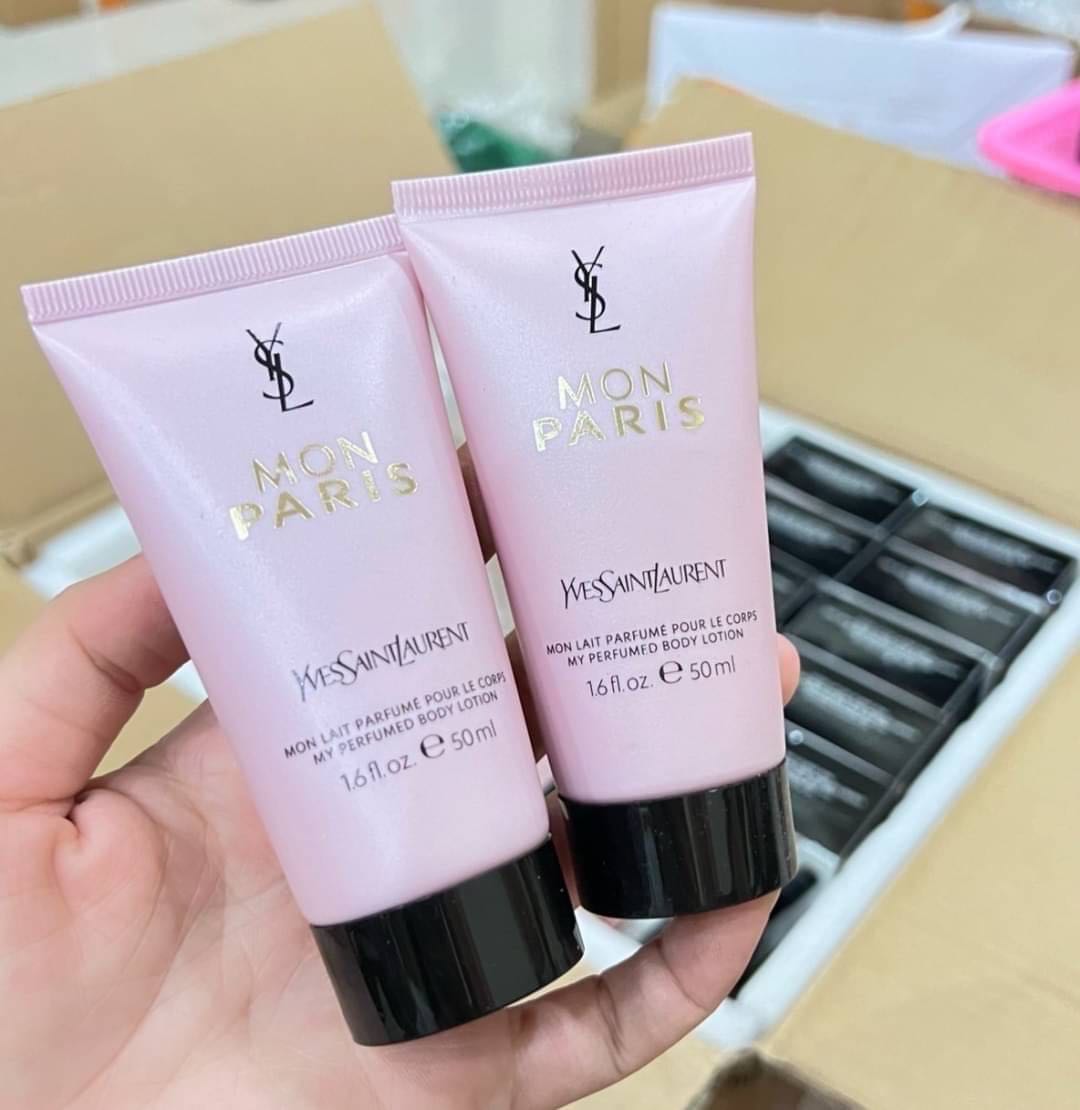 YSL
MON
PARIS
YVESSAINTLAURENT
MON LAIT PARFUMÉ POUR LE CORPS
MY PERFUMED BODY LOTION
1.6 fl.oz. e 50 ml
YSL
MON
PARIS
YVESSAINTLAURENT
MON LAIT PARFUMÉ POUR LE CORPS
MY PERFUMED BODY LOTION
1.6 fl.oz. e 50 ml